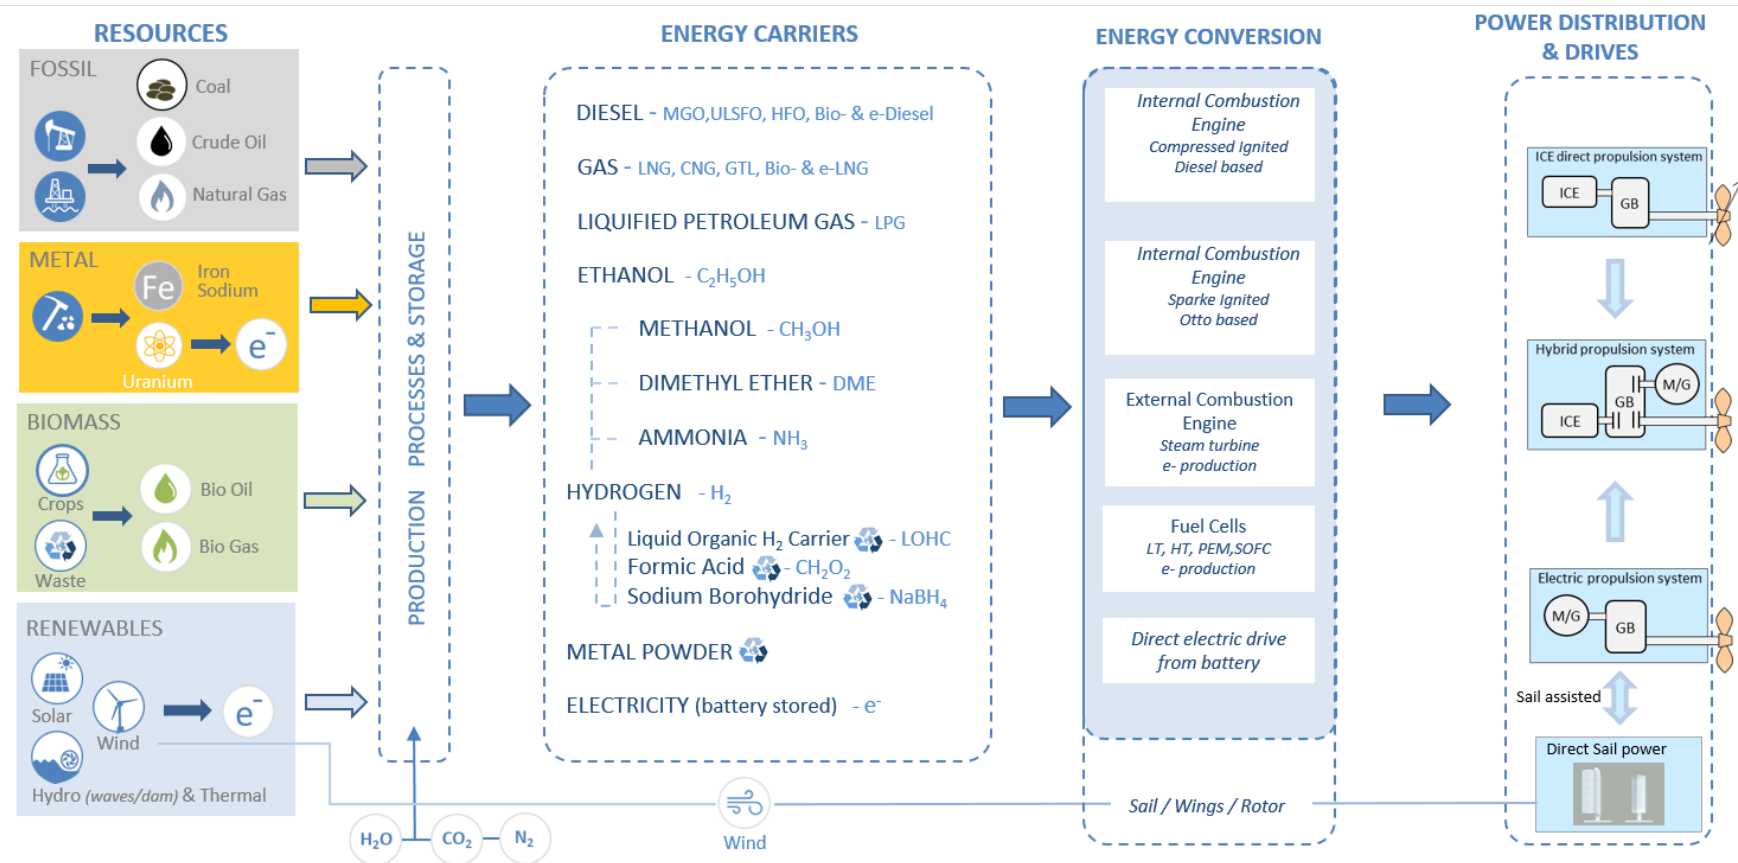 RESOURCES
FOSSIL
Coal
Crude Oil
Natural Gas
METAL
Fe
Iron
Sodium
Uranium
e⁻
BIOMASS
Crops
Waste
Bio Oil
Bio Gas
RENEWABLES
Solar
Wind
e⁻
Hydro (waves/dam) & Thermal
PRODUCTION PROCESSES & STORAGE
H₂O
CO₂
N₂
ENERGY CARRIERS
DIESEL - MGO,ULSFO, HFO, Bio- & e-Diesel
GAS - LNG, CNG, GTL, Bio- & e-LNG
LIQUIFIED PETROLEUM GAS - LPG
ETHANOL - C₂H₅OH
METHANOL - CH₃OH
DIMETHYL ETHER - DME
AMMONIA - NH₃
HYDROGEN - H₂
Liquid Organic H₂ Carrier - LOHC
Formic Acid - CH₂O₂
Sodium Borohydride - NaBH₄
METAL POWDER
ELECTRICITY (battery stored) - e⁻
Wind
ENERGY CONVERSION
Internal Combustion
Engine
Compressed Ignited
Diesel based
Internal Combustion
Engine
Sparke Ignited
Otto based
External Combustion
Engine
Steam turbine
e- production
Fuel Cells
LT, HT, PEM,SOFC
e- production
Direct electric drive
from battery
Sail / Wings / Rotor
POWER DISTRIBUTION
& DRIVES
ICE direct propulsion system
ICE
GB
Hybrid propulsion system
M/G
GB
ICE
Electric propulsion system
M/G
GB
Sail assisted
Direct Sail power